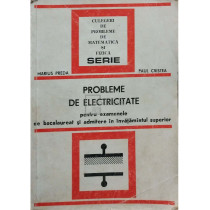 CULEGERI
DE
PROBLEME
DE
MATEMATICĂ
ȘI
FIZICĂ
SERIE
MARIUS PREDA
PAUL CRISTEA
PROBLEME
DE ELECTRICITATE
pentru examenele
de bacalaureat și admitere în învățămîntul superior